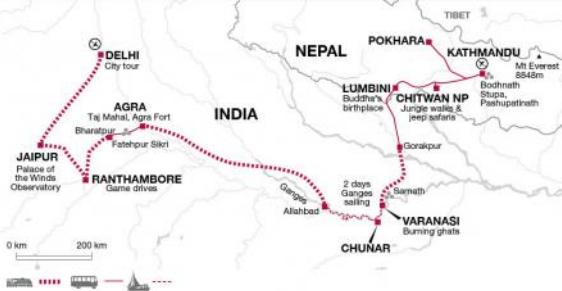 TIBET
NEPAL
POKHARA
KATHMANDU
Mt Everest
8848m
Bodhnath
Stupa,
Pashupatinath
DELHI
City tour
LUMBINI
Buddha's
birthplace
CHITWAN NP
Jungle walks &
jeep safaris
AGRA
Taj Mahal, Agra Fort
INDIA
Bharatpur
Fatehpur Sikri
Gorakpur
JAIPUR
Palace of
the Winds
Observatory
RANTHAMBORE
Game drives
2 days
Ganges
sailing
Sarnath
Ganges
Allahbad
VARANASI
Burning ghats
CHUNAR
0 km
200 km